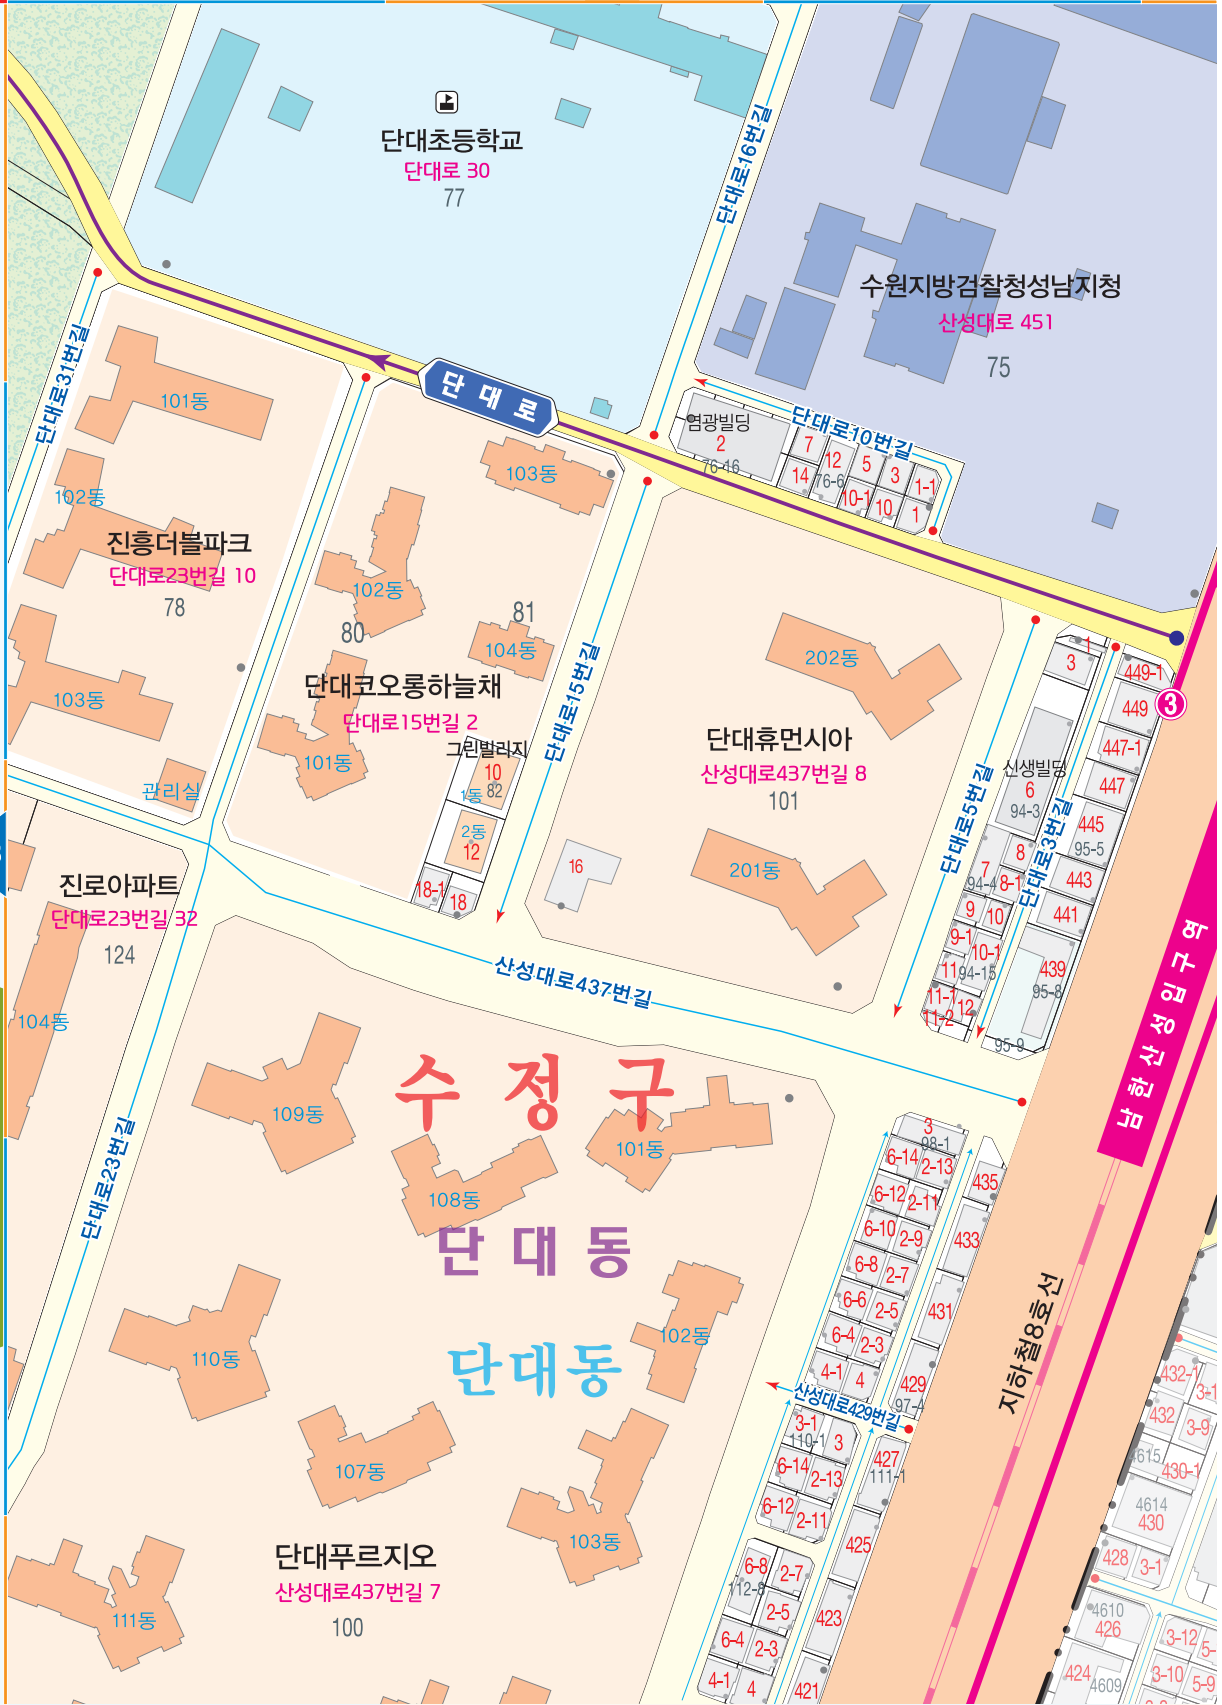 단대로16번길
단대초등학교
단대로 30
77
수원지방검찰청성남지청
산성대로 451
75
단대로31번길
단대로
단대로10번길
염광빌딩
2
76-16
7
14
12
76-6
5
10-1
3
10
1-1
1
101동
102동
진흥더블파크
단대로23번길 10
78
103동
관리실
103동
102동
80
81
104동
단대코오롱하늘채
단대로15번길 2
101동
그린빌리지
10
1동 82
2동
12
18-1
18
단대로15번길
202동
단대휴먼시아
산성대로437번길 8
101
201동
16
단대로5번길
1
3
신생빌딩
6
94-3
단대로3번길
7
94-4
8
8-1
9
10
9-1
10-1
11
94-15
11-1
11-2
12
449-1
449
3
447-1
447
445
95-5
443
441
439
95-8
95-9
남한산성입구역
진로아파트
단대로23번길 32
124
104동
산성대로437번길
단대로23번길
수정구
단대동
단대동
109동
108동
101동
110동
102동
107동
103동
단대푸르지오
산성대로437번길 7
100
111동
3
98-1
6-14
2-13
6-12
2-11
6-10
2-9
6-8
2-7
6-6
2-5
6-4
2-3
4-1
4
435
433
431
429
97-4
산성대로429번길
3-1
110-1
3
6-14
2-13
6-12
2-11
427
111-1
425
6-8
112-8
2-7
2-5
6-4
2-3
4-1
4
423
421
지하철8호선
432-1
3-1
432
3-9
4615
430-1
4614
430
428
3-1
4610
426
3-12
424
4609
3-10
5-9